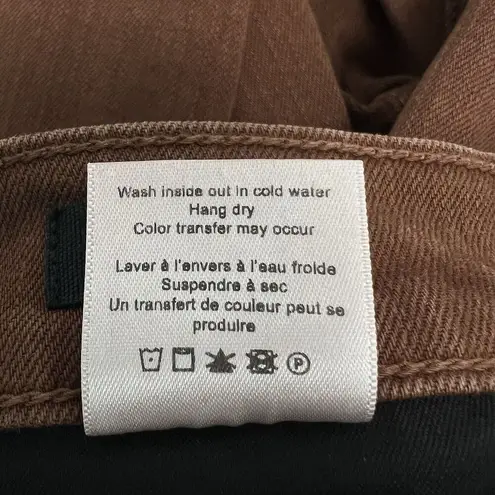 Wash inside out in cold water
Hang dry
Color transfer may occur
Laver à l'envers à l'eau froide
Suspendre à sec
Un transfert de couleur peut se
produire
P